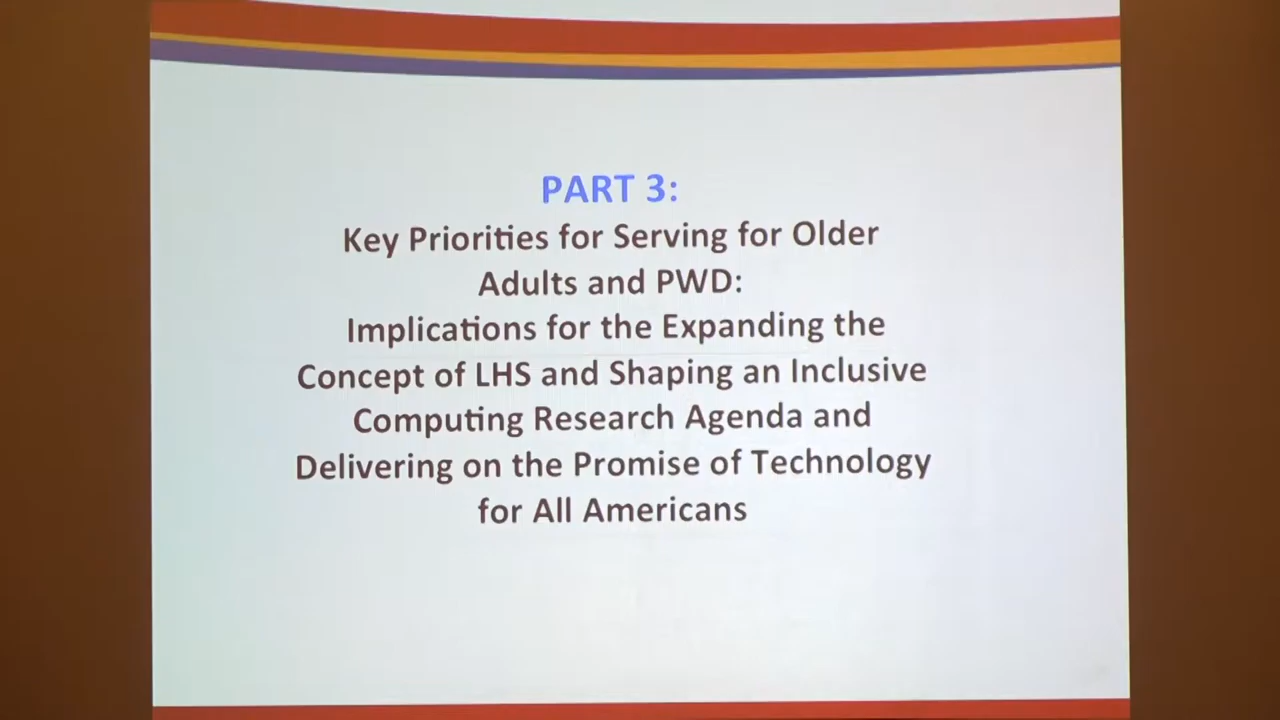 PART 3:
Key Priorities for Serving for Older
Adults and PWD:
Implications for the Expanding the
Concept of LHS and Shaping an Inclusive
Computing Research Agenda and
Delivering on the Promise of Technology
for All Americans